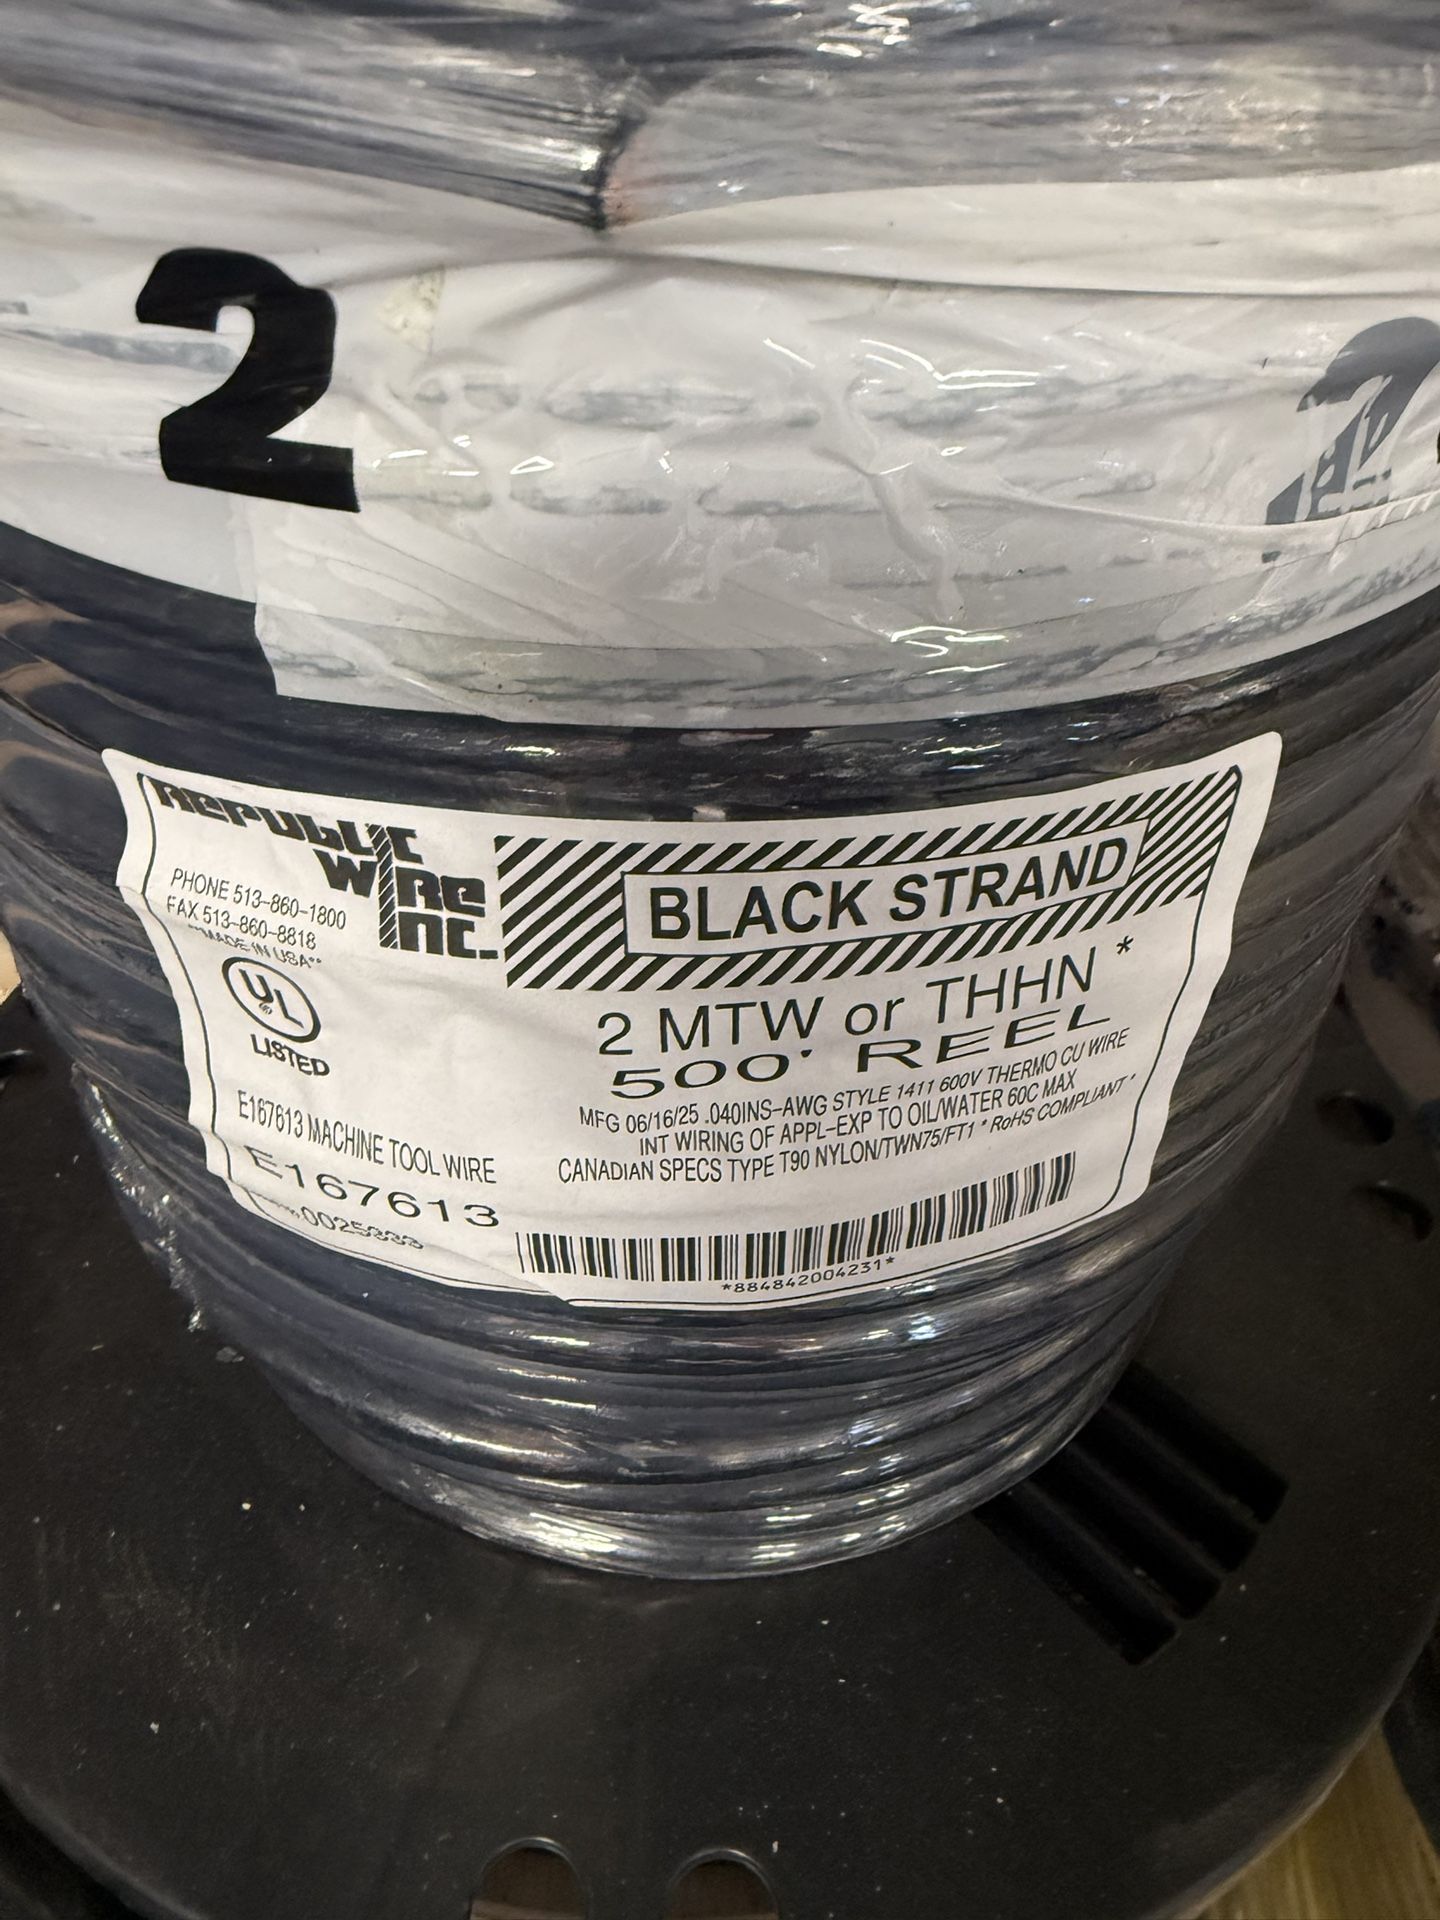 2
2
REPUBLIC
WIRE
INC.
PHONE 513-860-1800
FAX 513-860-8818
**MADE IN USA**
UL
LISTED
E167613 MACHINE TOOL WIRE
E167613
BLACK STRAND
2 MTW or THHN *
500' REEL
MFG 06/16/25 .040INS-AWG STYLE 1411 600V THERMO CU WIRE
INT WIRING OF APPL-EXP TO OIL/WATER 60C MAX
CANADIAN SPECS TYPE T90 NYLON/TWN75/FT1 * RoHS COMPLIANT *
*884842004231*